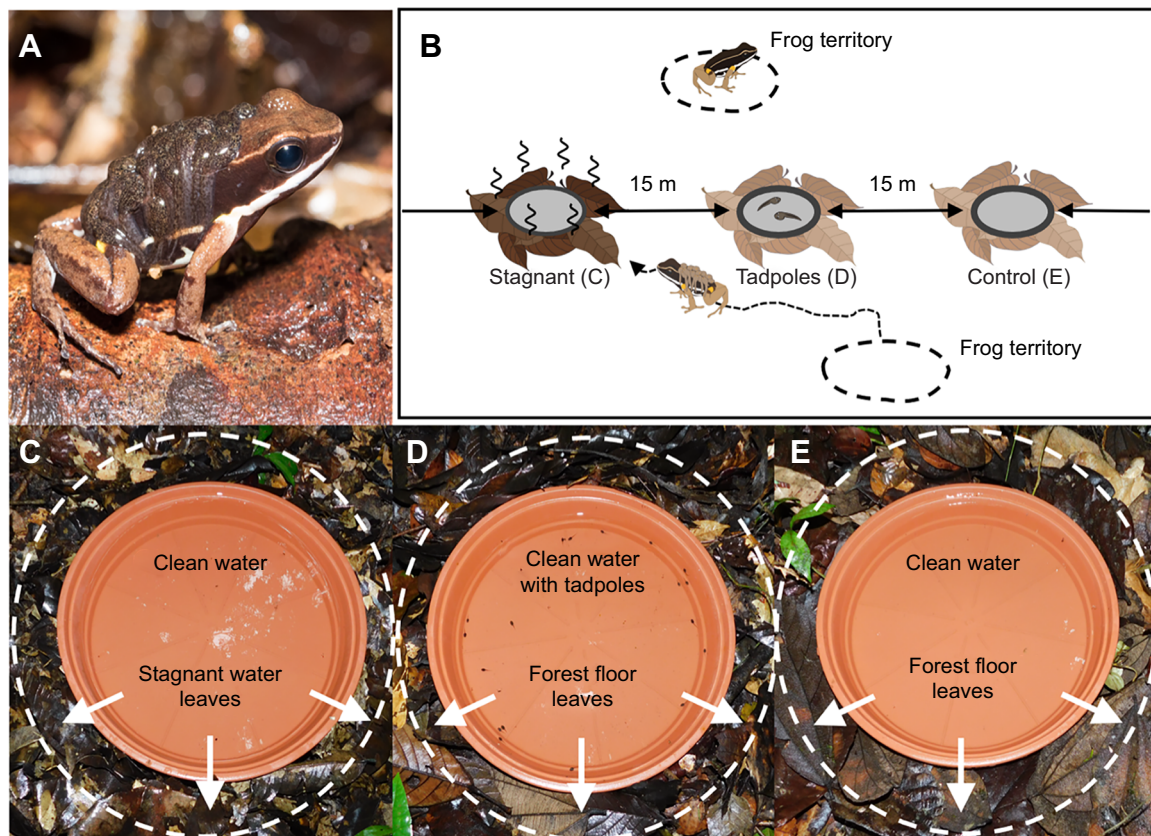 A
B
Frog territory
15 m
15 m
Stagnant (C)
Tadpoles (D)
Control (E)
Frog territory
C
Clean water
Stagnant water
leaves
D
Clean water
with tadpoles
Forest floor
leaves
E
Clean water
Forest floor
leaves